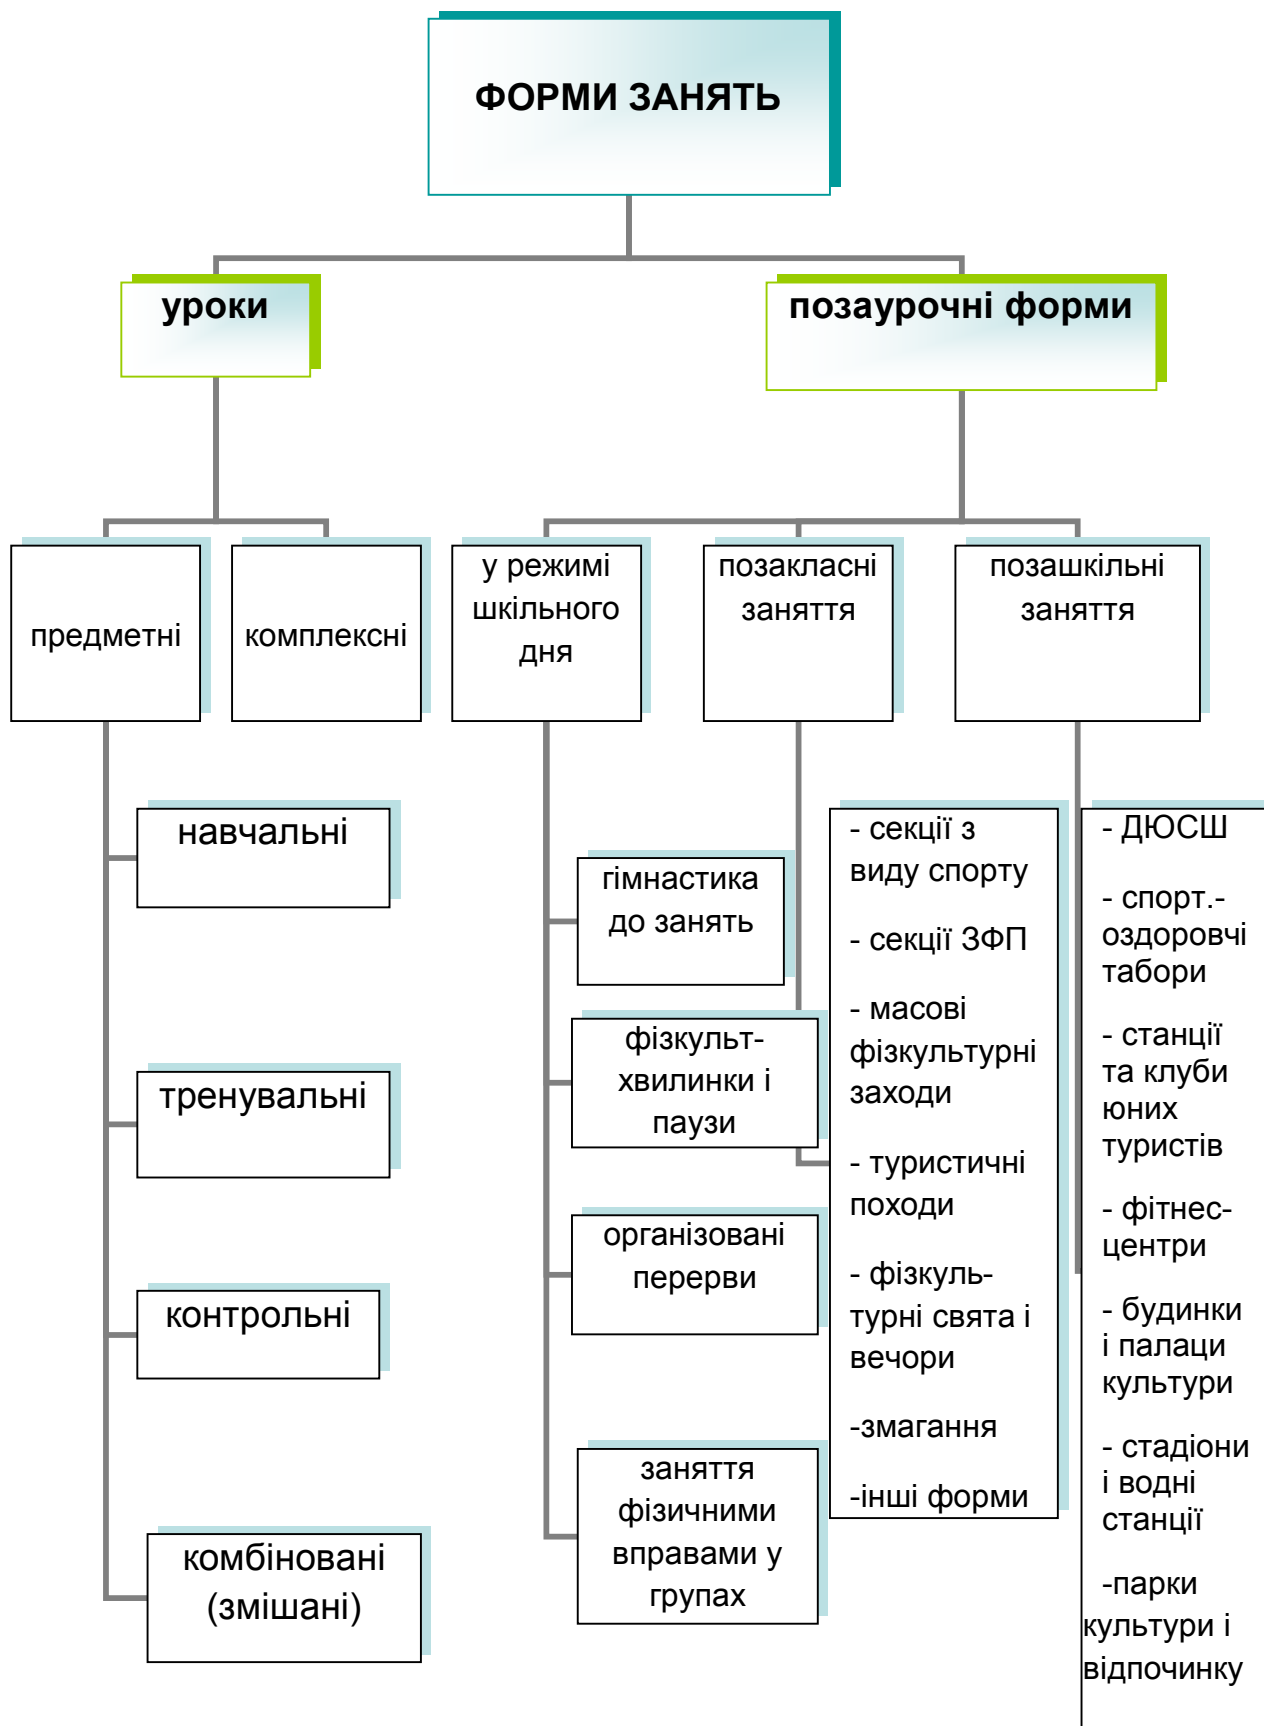 ФОРМИ ЗАНЯТЬ
уроки
позаурочні форми
предметні
комплексні
у режимі
шкільного
дня
позакласні
заняття
позашкільні
заняття
навчальні
тренувальні
контрольні
комбіновані
(змішані)
гімнастика
до занять
фізкульт-
хвилинки і
паузи
організовані
перерви
заняття
фізичними
вправами у
групах
- секції з
виду спорту
- секції ЗФП
- масові
фізкультурні
заходи
- туристичні
походи
- фізкуль-
турні свята і
вечори
-змагання
-інші форми
- ДЮСШ
- спорт.-
оздоровчі
табори
- станції
та клуби
юних
туристів
- фітнес-
центри
- будинки
і палаци
культури
- стадіони
і водні
станції
-парки
культури і
відпочинку